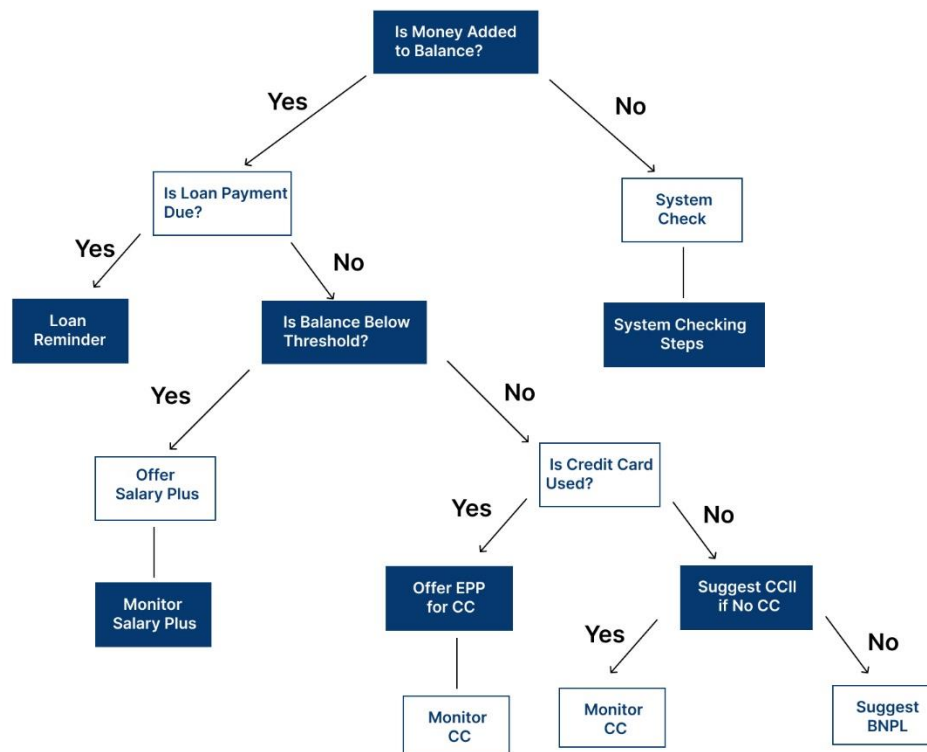 Is Money Added
to Balance?
Yes
No
Is Loan Payment
Due?
System
Check
Yes
No
Loan
Reminder
Is Balance Below
Threshold?
System Checking
Steps
Yes
No
Offer
Salary Plus
Is Credit Card
Used?
Yes
No
Monitor
Salary Plus
Offer EPP
for CC
Suggest CCII
if No CC
Yes
No
Monitor
CC
Monitor
CC
Suggest
BNPL